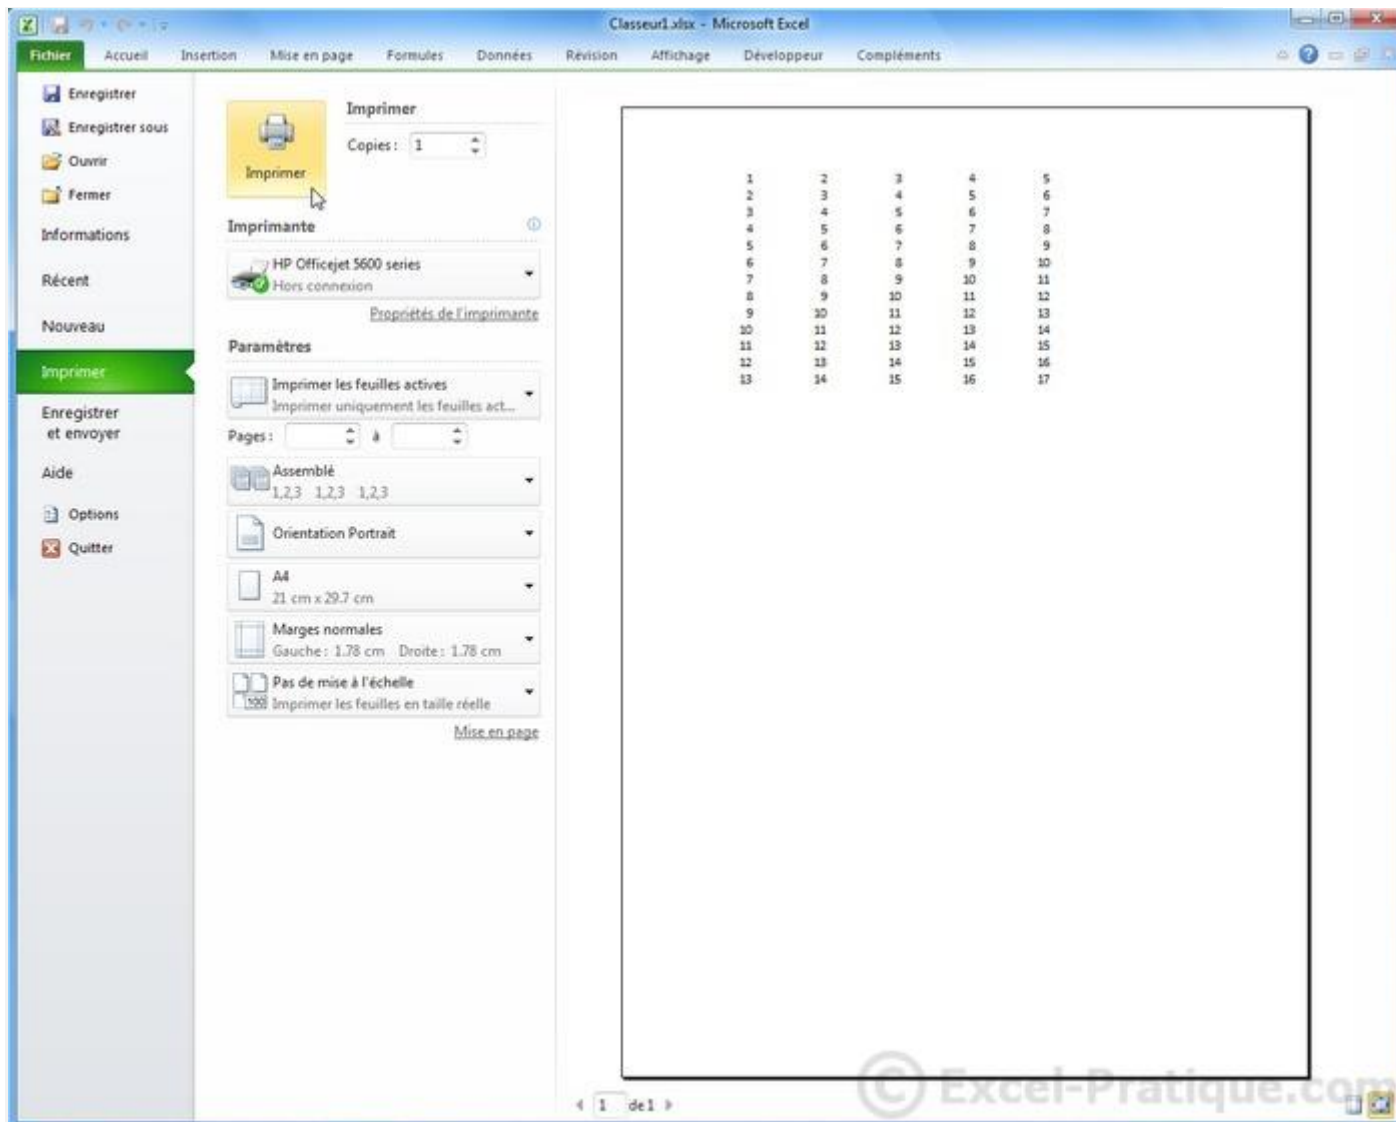 Classeur1.xlsx - Microsoft Excel
Fichier Accueil Insertion Mise en page Formules Données Révision Affichage Développeur Compléments
Enregistrer
Enregistrer sous
Ouvrir
Fermer
Informations
Récent
Nouveau
Imprimer
Enregistrer
et envoyer
Aide
Options
Quitter
Imprimer
Imprimer
Copies : 1
Imprimante
HP Officejet 5600 series
Hors connexion
Propriétés de l'imprimante
Paramètres
Imprimer les feuilles actives
Imprimer uniquement les feuilles act...
Pages : à
Assemblé
1,2,3 1,2,3 1,2,3
Orientation Portrait
A4
21 cm x 29.7 cm
Marges normales
Gauche : 1.78 cm Droite : 1.78 cm
Pas de mise à l'échelle
100 Imprimer les feuilles en taille réelle
Mise en page
1 2 3 4 5
2 3 4 5 6
3 4 5 6 7
4 5 6 7 8
5 6 7 8 9
6 7 8 9 10
7 8 9 10 11
8 9 10 11 12
9 10 11 12 13
10 11 12 13 14
11 12 13 14 15
12 13 14 15 16
13 14 15 16 17
1 de 1
© Excel-Pratique.com